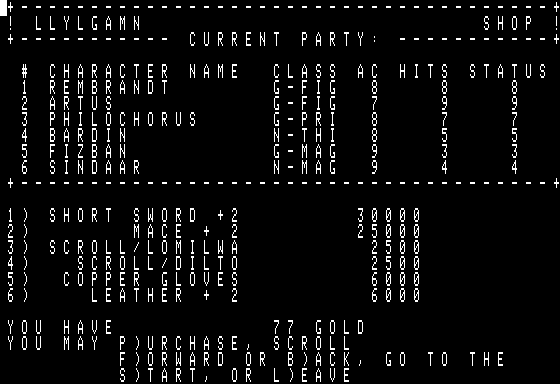 ! LLYLGAMN SHOP !
CURRENT PARTY:
# CHARACTER NAME CLASS AC HITS STATUS
1 REMBRANDT G-FIG 8 8 8
2 ARTUS G-FIG 7 9 9
3 PHILOCHORUS G-PRI 8 7 7
4 BARDIN N-THI 8 5 5
5 FIZBAN G-MAG 9 3 3
6 SINDAAR N-MAG 9 4 4
1) SHORT SWORD +2 30000
2) MACE + 2 25000
3) SCROLL/LOMILWA 2500
4) SCROLL/DILTO 2500
5) COPPER GLOVES 6000
6) LEATHER + 2 6000
YOU HAVE 77 GOLD
YOU MAY P)URCHASE, SCROLL
F)ORWARD OR B)ACK, GO TO THE
S)TART, OR L)EAVE